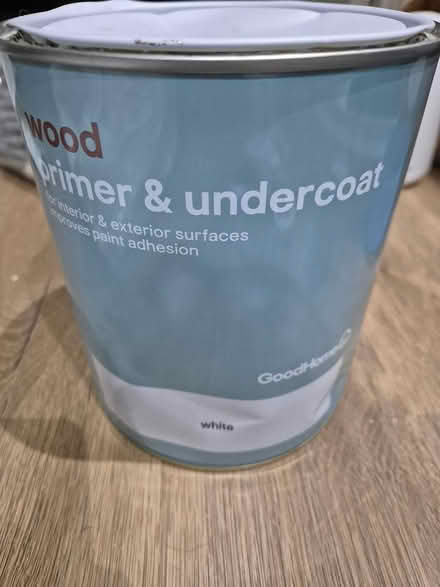 wood
primer & undercoat
for interior & exterior surfaces
improves paint adhesion
GoodHome
white